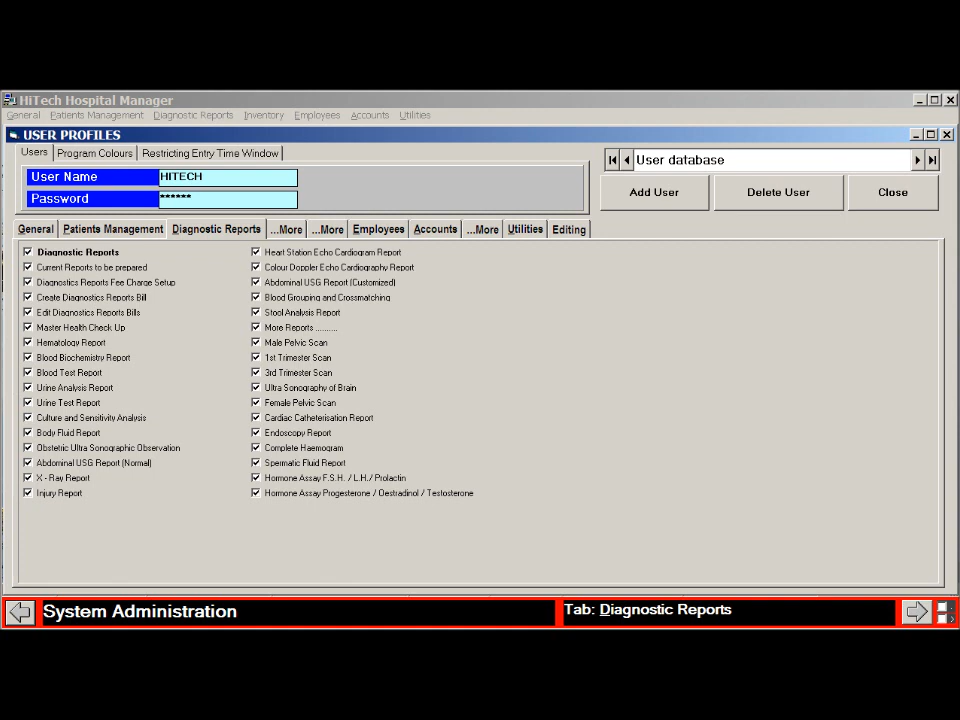 HiTech Hospital Manager
General Patients Management Diagnostic Reports Inventory Employees Accounts Utilities
USER PROFILES
Users Program Colours Restricting Entry Time Window
User Name HITECH
Password ******
User database
Add User Delete User Close
General Patients Management Diagnostic Reports ...More ...More Employees Accounts ...More Utilities Editing
Diagnostic Reports
Current Reports to be prepared
Diagnostics Reports Fee Charge Setup
Create Diagnostics Reports Bill
Edit Diagnostics Reports Bills
Master Health Check Up
Hematology Report
Blood Biochemistry Report
Blood Test Report
Urine Analysis Report
Urine Test Report
Culture and Sensitivity Analysis
Body Fluid Report
Obstetric Ultra Sonographic Observation
Abdominal USG Report (Normal)
X - Ray Report
Injury Report
Heart Station Echo Cardiogram Report
Colour Doppler Echo Cardiography Report
Abdominal USG Report (Customized)
Blood Grouping and Crossmatching
Stool Analysis Report
More Reports ..........
Male Pelvic Scan
1st Trimester Scan
3rd Trimester Scan
Ultra Sonography of Brain
Female Pelvic Scan
Cardiac Catheterisation Report
Endoscopy Report
Complete Haemogram
Spermatic Fluid Report
Hormone Assay F.S.H. / L.H./ Prolactin
Hormone Assay Progesterone / Oestradinol / Testosterone
System Administration
Tab: Diagnostic Reports